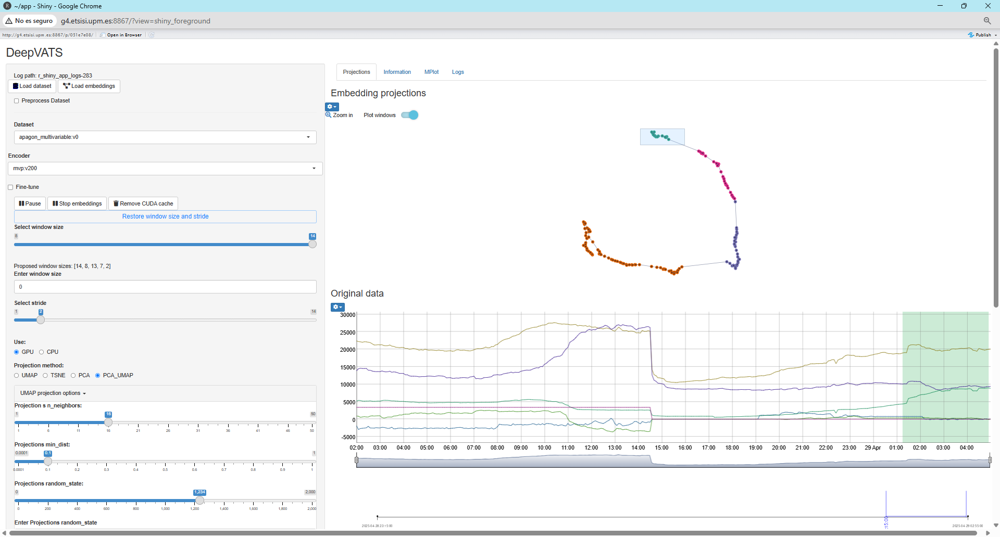 ~/app - Shiny - Google Chrome
No es seguro g4.etsisi.upm.es:8867/?view=shiny_foreground
http://g4.etsisi.upm.es:8867/p/031e7e08/ Open in Browser Publish
DeepVATS
Log path: r_shiny_app_logs-283
Load dataset Load embeddings
Preprocess Dataset
Dataset
apagon_multivariable:v0
Encoder
mvp:v200
Fine-tune
Pause Stop embeddings Remove CUDA cache
Restore window size and stride
Select window size
8 14
Proposed window sizes: [14, 8, 13, 7, 2]
Enter window size
0
Select stride
1 2 14
Use:
GPU CPU
Projection method:
UMAP TSNE PCA PCA_UMAP
UMAP projection options
Projection s n_neighbors:
1 16 50
1 6 11 16 21 26 31 36 41 46 50
Projections min_dist:
0.0001 0.1 1
0.0001 0.1 0.2 0.3 0.4 0.5 0.6 0.7 0.8 0.9 1
Projections random_state:
0 1,234 2,000
0 200 400 600 800 1,000 1,200 1,400 1,600 1,800 2,000
Enter Projections random_state
Projections Information MPlot Logs
Embedding projections
Zoom in Plot windows
Original data
30000
25000
20000
15000
10000
5000
0
-5000
02:00 03:00 04:00 05:00 06:00 07:00 08:00 09:00 10:00 11:00 12:00 13:00 14:00 15:00 16:00 17:00 18:00 19:00 20:00 21:00 22:00 23:00 29 Apr 01:00 02:00 03:00 04:00
:15:00
2025-04-28 23:15:00 2025-04-29 02:55:00